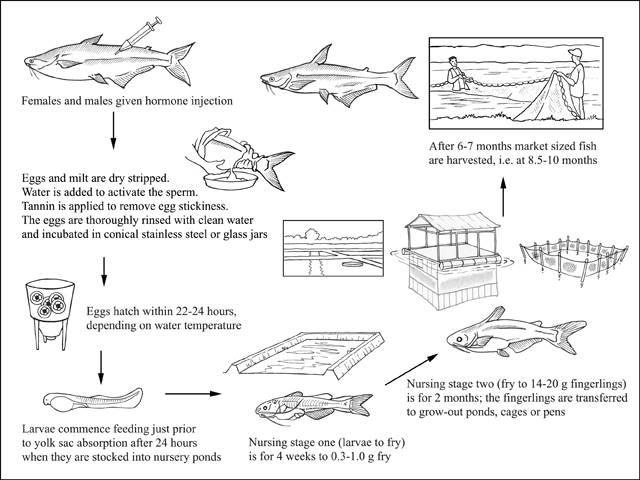 Females and males given hormone injection
Eggs and milt are dry stripped.
Water is added to activate the sperm.
Tannin is applied to remove egg stickiness.
The eggs are thoroughly rinsed with clean water
and incubated in conical stainless steel or glass jars
Eggs hatch within 22-24 hours,
depending on water temperature
Larvae commence feeding just prior
to yolk sac absorption after 24 hours
when they are stocked into nursery ponds
Nursing stage one (larvae to fry)
is for 4 weeks to 0.3-1.0 g fry
Nursing stage two (fry to 14-20 g fingerlings)
is for 2 months; the fingerlings are transferred
to grow-out ponds, cages or pens
After 6-7 months market sized fish
are harvested, i.e. at 8.5-10 months